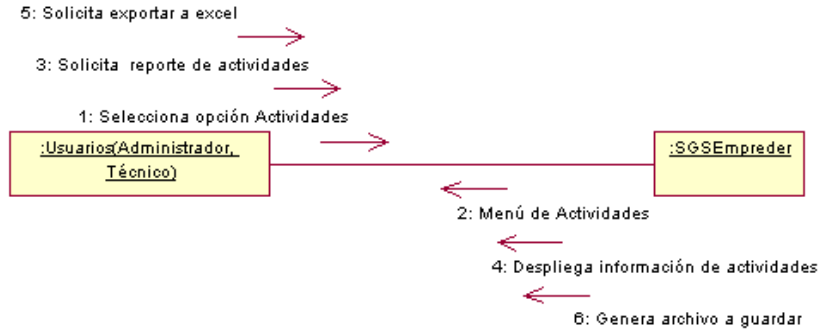 5: Solicita exportar a excel
3: Solicita reporte de actividades
1: Selecciona opción Actividades
:Usuarios(Administrador,
Técnico)
:SGSEmpreder
2: Menú de Actividades
4: Despliega información de actividades
6: Genera archivo a guardar